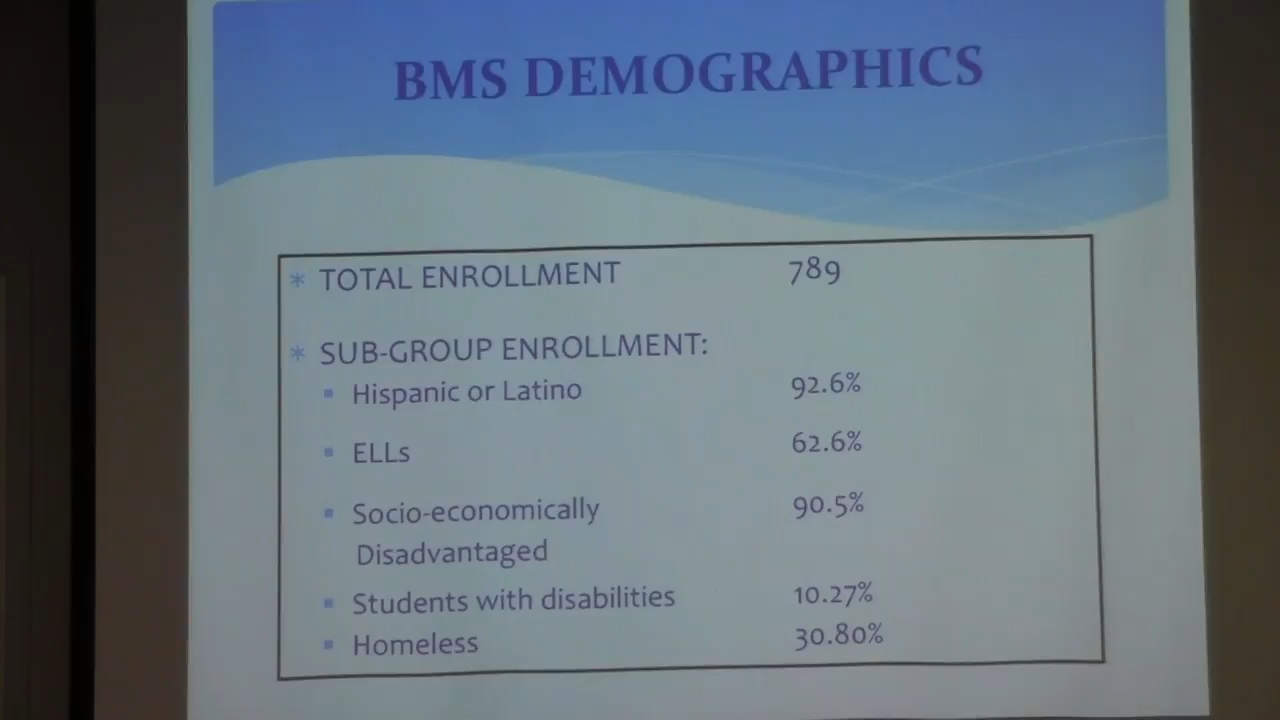 BMS DEMOGRAPHICS
* TOTAL ENROLLMENT 789
* SUB-GROUP ENROLLMENT:
▪ Hispanic or Latino 92.6%
▪ ELLs 62.6%
▪ Socio-economically 90.5%
Disadvantaged
▪ Students with disabilities 10.27%
▪ Homeless 30.80%